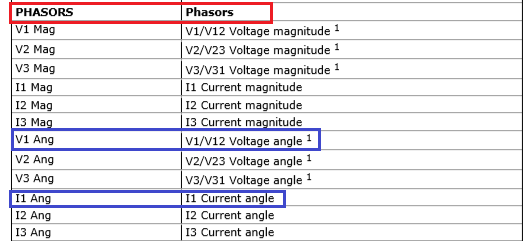 PHASORS Phasors
V1 Mag V1/V12 Voltage magnitude 1
V2 Mag V2/V23 Voltage magnitude 1
V3 Mag V3/V31 Voltage magnitude 1
I1 Mag I1 Current magnitude
I2 Mag I2 Current magnitude
I3 Mag I3 Current magnitude
V1 Ang V1/V12 Voltage angle 1
V2 Ang V2/V23 Voltage angle 1
V3 Ang V3/V31 Voltage angle 1
I1 Ang I1 Current angle
I2 Ang I2 Current angle
I3 Ang I3 Current angle